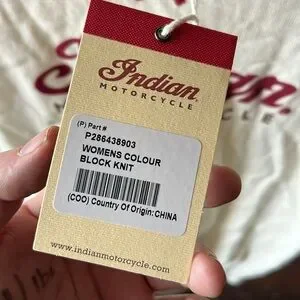 Indian
MOTORCYCLE
(P) Part #
P286438903
WOMENS COLOUR
BLOCK KNIT
(COO) Country Of Origin: CHINA
www.indianmotorcycle.com